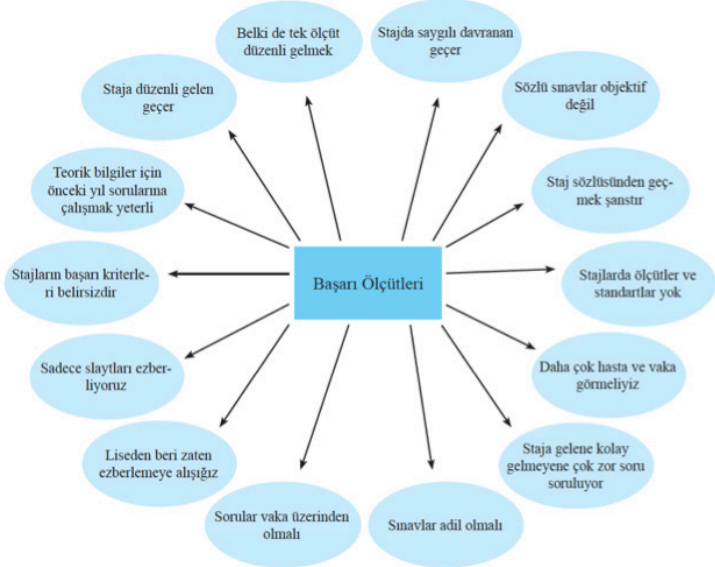 Belki de tek ölçüt
düzenli gelmek
Stajda saygılı davranan
geçer
Staja düzenli gelen
geçer
Sözlü sınavlar objektif
değil
Teorik bilgiler için
önceki yıl sorularına
çalışmak yeterli
Staj sözlüsünden geç-
mek şanstır
Stajların başarı kriterle-
ri belirsizdir
Başarı Ölçütleri
Stajlarda ölçütler ve
standartlar yok
Sadece slaytları ezber-
liyoruz
Daha çok hasta ve vaka
görmeliyiz
Liseden beri zaten
ezberlemeye alışığız
Staja gelene kolay
gelmeyene çok zor soru
soruluyor
Sorular vaka üzerinden
olmalı
Sınavlar adil olmalı